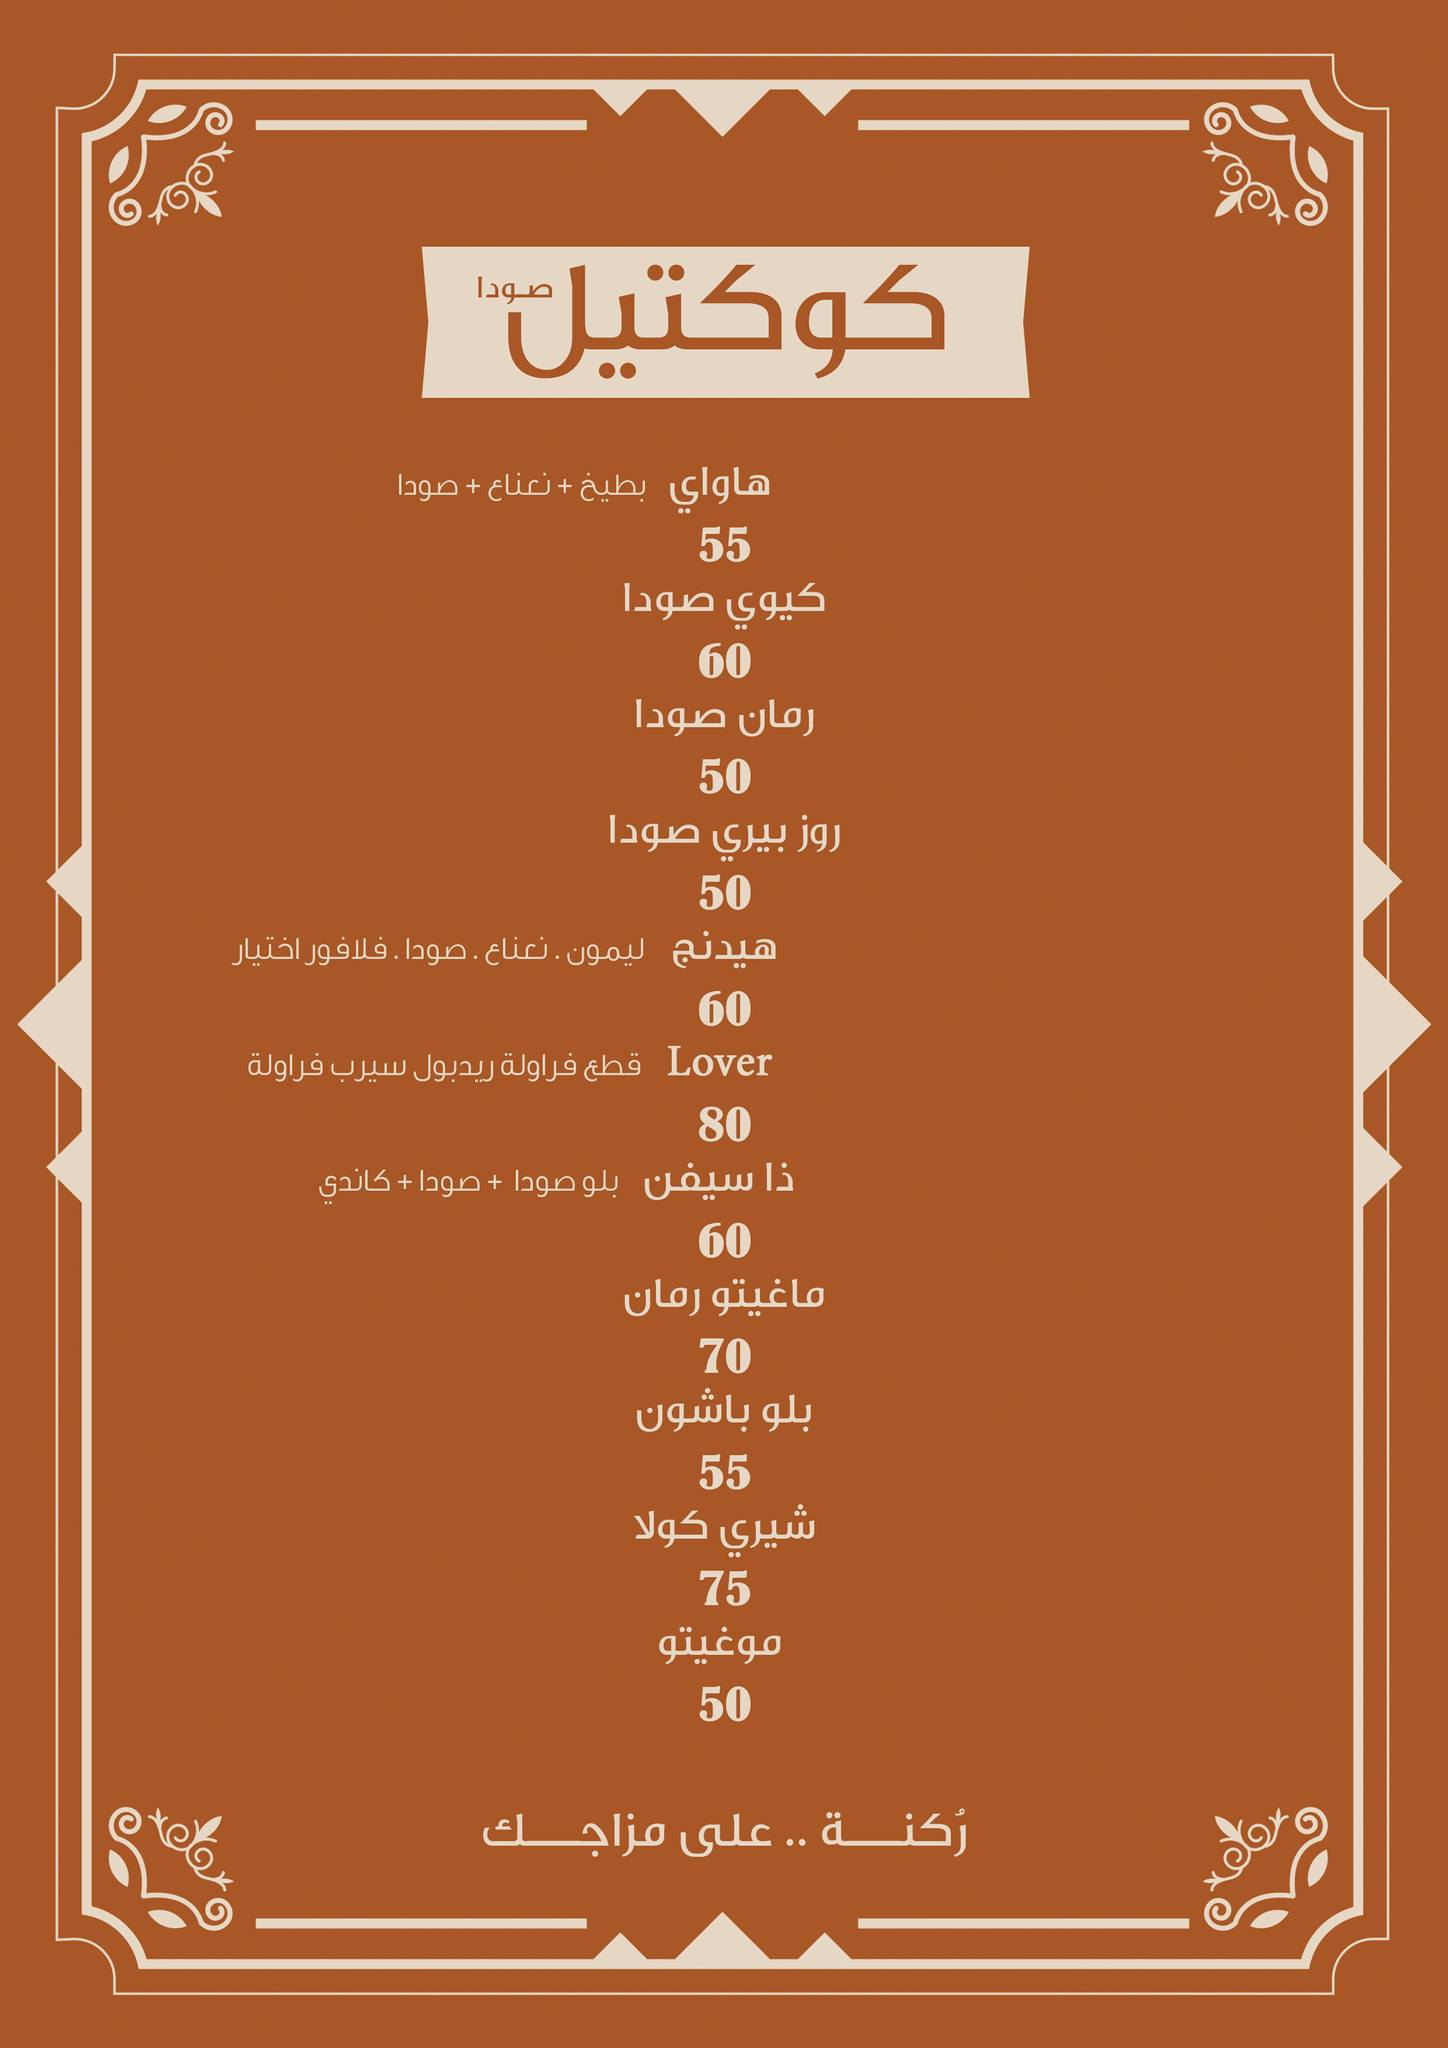 كوكتيل صودا
هاواي بطيخ + نعناع + صودا
55
كيوي صودا
60
رمان صودا
50
روز بيري صودا
50
هيدنج ليمون . نعناع . صودا . فلافور اختيار
60
Lover قطع فراولة ريدبول سيرب فراولة
80
ذا سيفن بلو صودا + صودا + كاندي
60
ماغيتو رمان
70
بلو باشون
55
شيري كولا
75
موغيتو
50
رُكنـــة .. على مزاجـــك